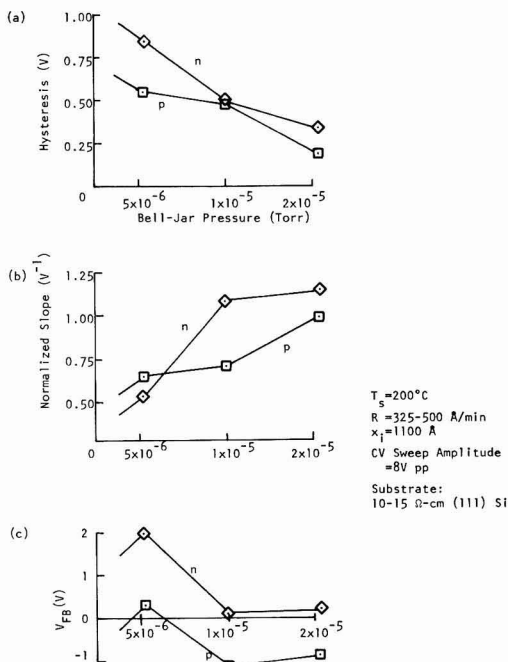 (a)
1.00
0.75
0.50
0.25
0
Hysteresis (V)
n
p
5x10⁻⁶ 1x10⁻⁵ 2x10⁻⁵
Bell-Jar Pressure (Torr)
(b)
1.25
1.00
0.75
0.50
0
Normalized Slope (V⁻¹)
n
p
5x10⁻⁶ 1x10⁻⁵ 2x10⁻⁵
T_s=200°C
R =325-500 Å/min
x_i=1100 Å
CV Sweep Amplitude
=8V pp
Substrate:
10-15 Ω-cm (111) Si
(c)
2
1
0
-1
V_FB(V)
n
p
5x10⁻⁶ 1x10⁻⁵ 2x10⁻⁵